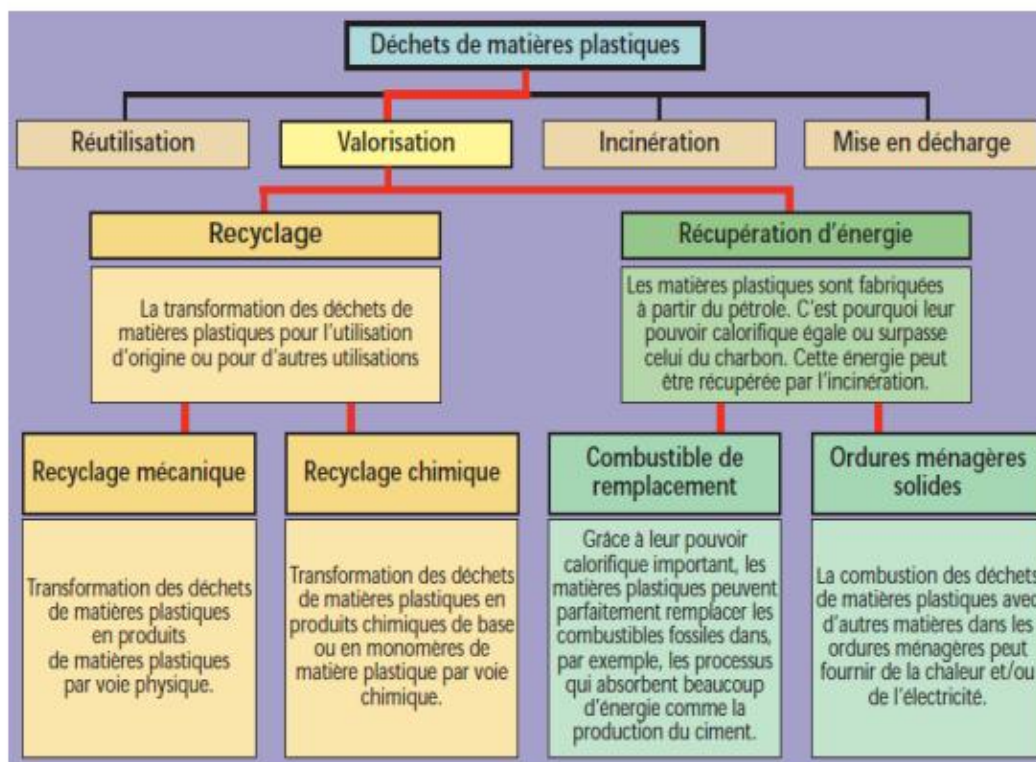 Déchets de matières plastiques
Réutilisation
Valorisation
Incinération
Mise en décharge
Recyclage
La transformation des déchets de
matières plastiques pour l'utilisation
d'origine ou pour d'autres utilisations
Récupération d'énergie
Les matières plastiques sont fabriquées
à partir du pétrole. C'est pourquoi leur
pouvoir calorifique égale ou surpasse
celui du charbon. Cette énergie peut
être récupérée par l'incinération.
Recyclage mécanique
Transformation des déchets
de matières plastiques
en produits
de matières plastiques
par voie physique.
Recyclage chimique
Transformation des déchets
de matières plastiques en
produits chimiques de base
ou en monomères de
matière plastique par voie
chimique.
Combustible de
remplacement
Grâce à leur pouvoir
calorifique important, les
matières plastiques peuvent
parfaitement remplacer les
combustibles fossiles dans,
par exemple, les processus
qui absorbent beaucoup
d'énergie comme la
production du ciment.
Ordures ménagères
solides
La combustion des déchets
de matières plastiques avec
d'autres matières dans les
ordures ménagères peut
fournir de la chaleur et/ou
de l'électricité.